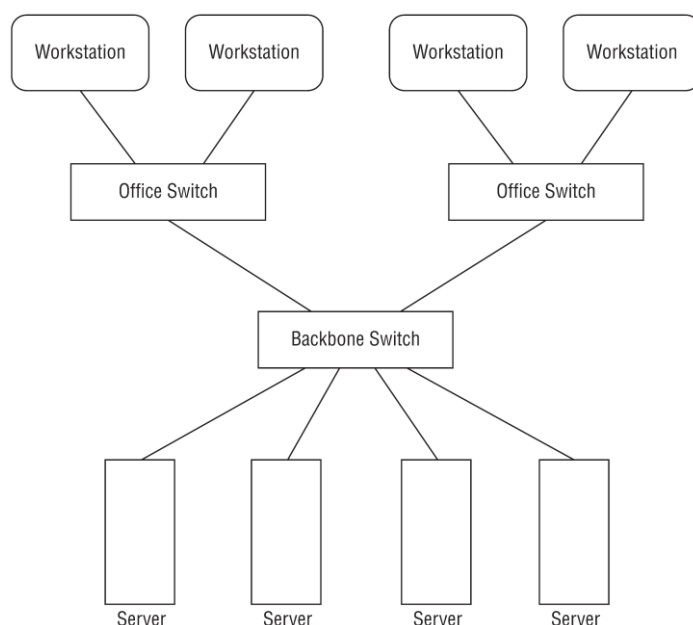 Workstation
Workstation
Workstation
Workstation
Office Switch
Office Switch
Backbone Switch
Server
Server
Server
Server